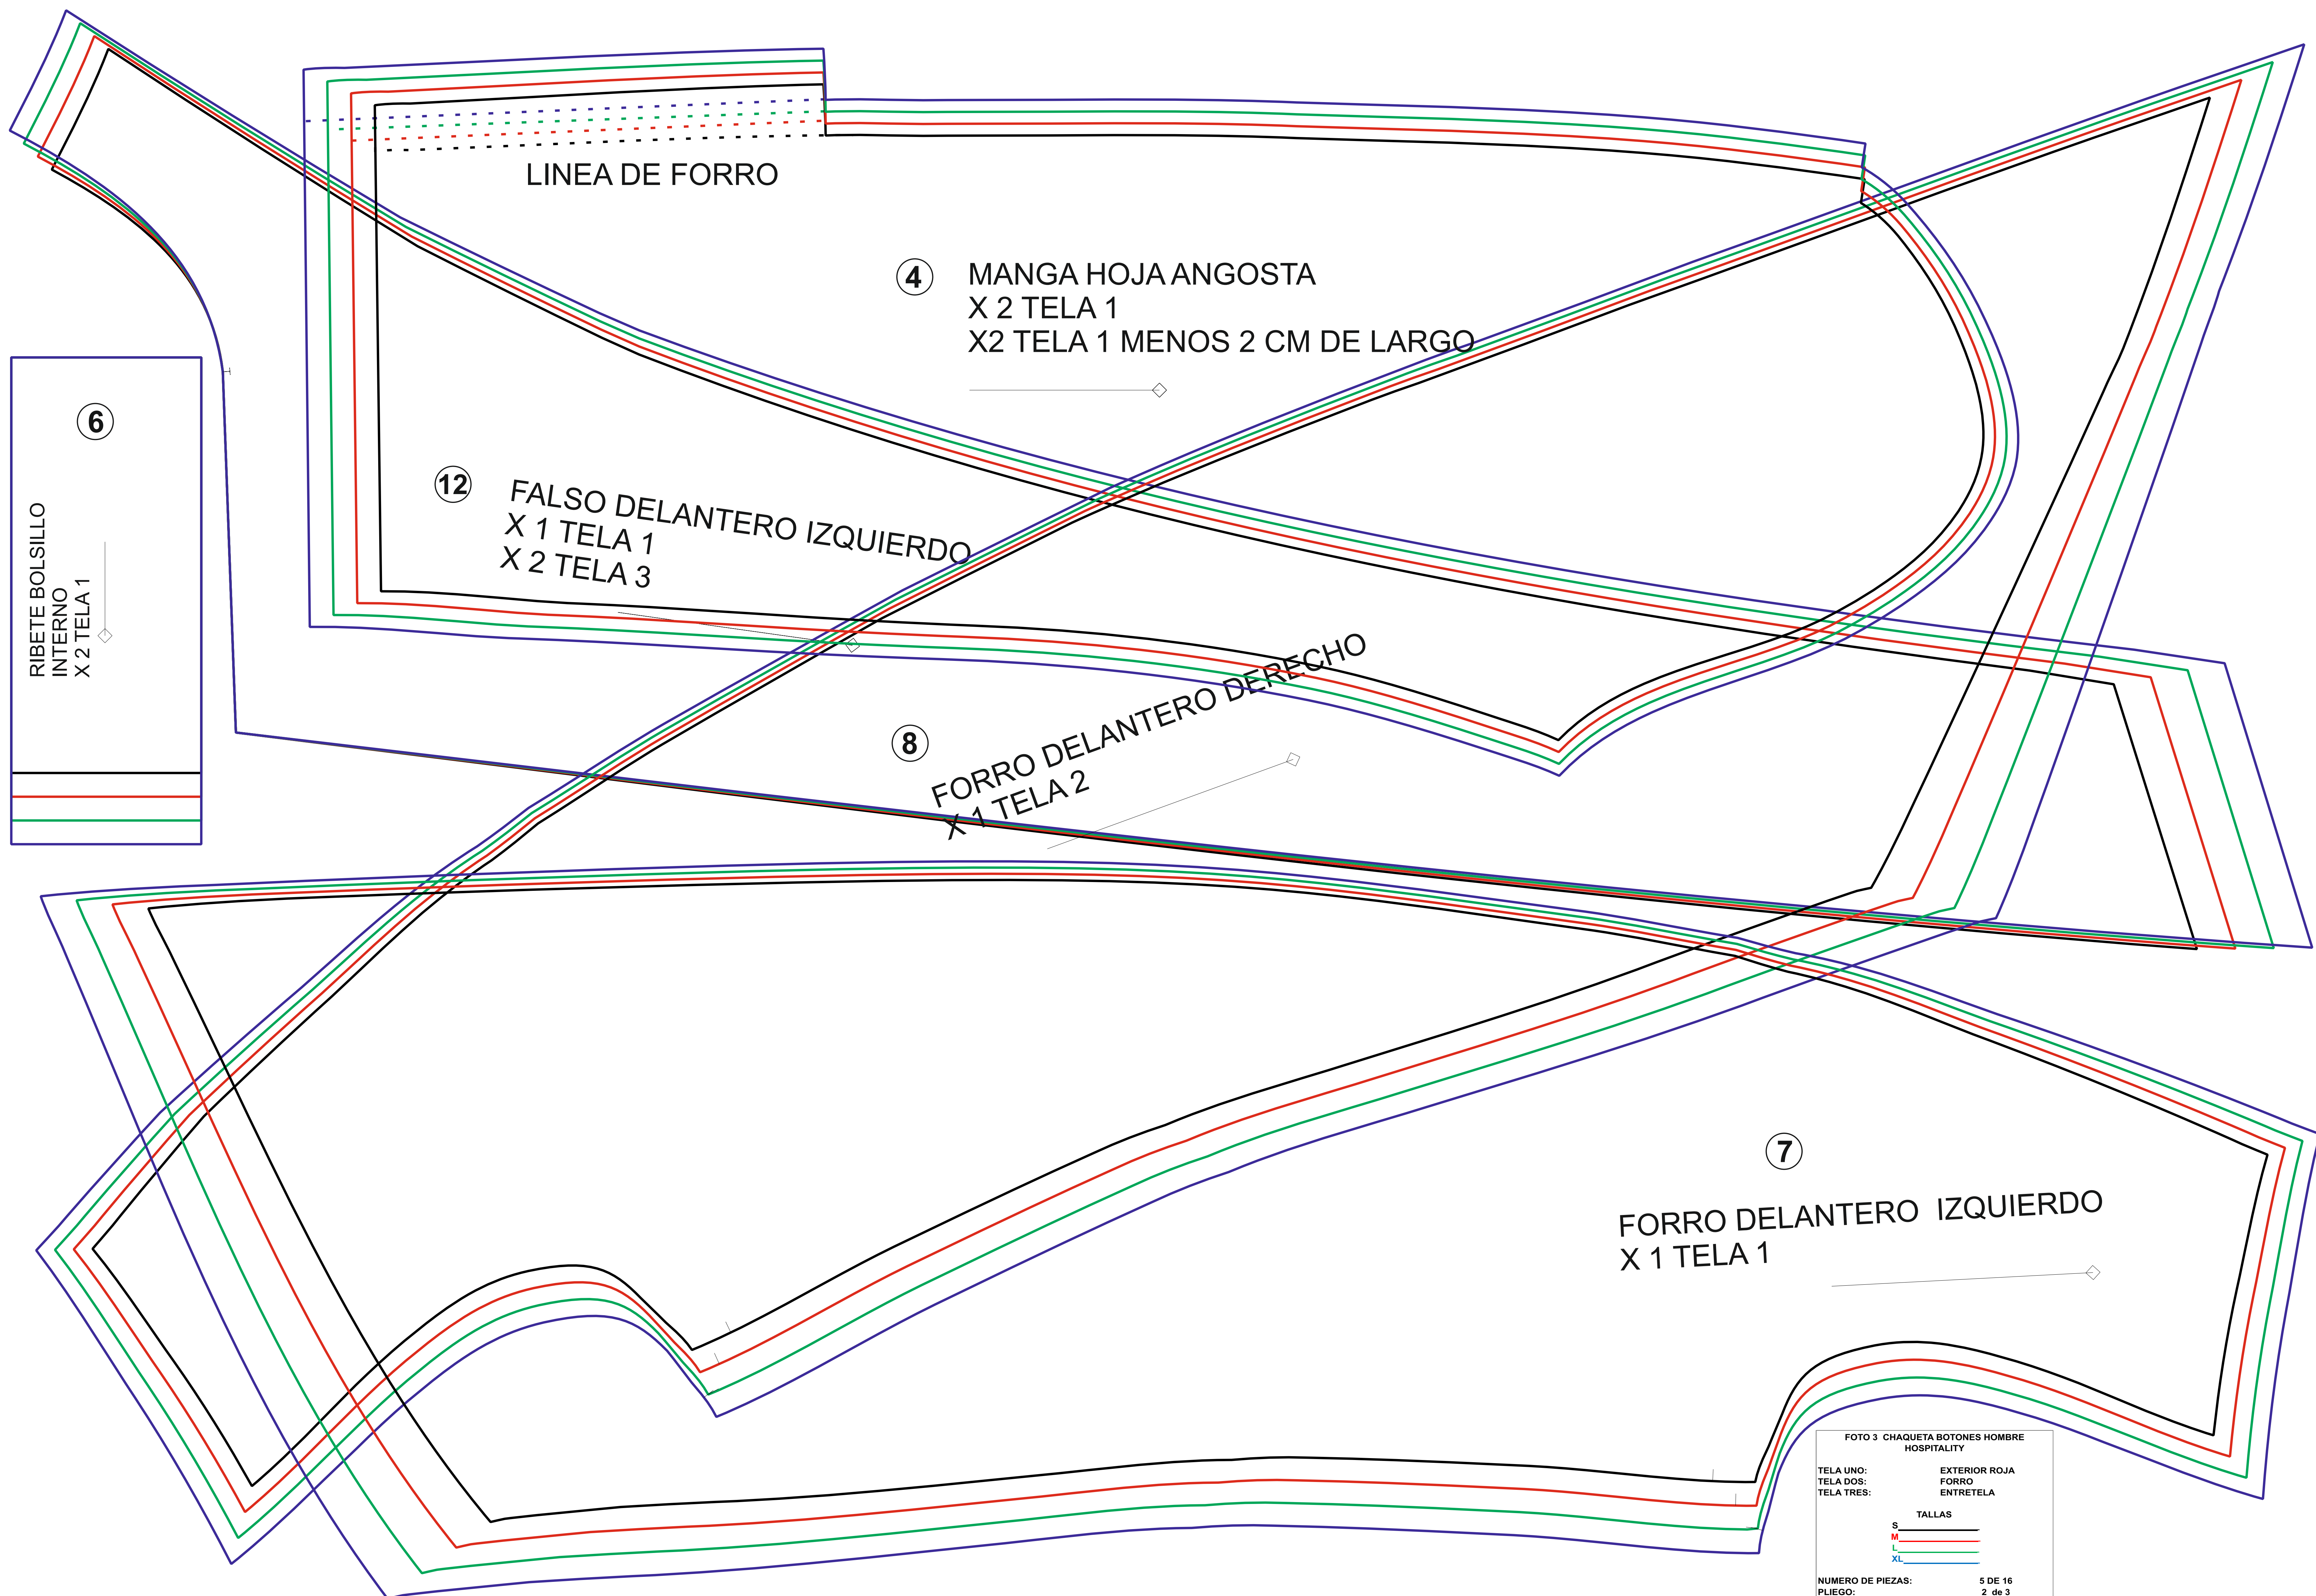 LINEA DE FORRO
4
MANGA HOJA ANGOSTA
X 2 TELA 1
X2 TELA 1 MENOS 2 CM DE LARGO
6
RIBETE BOLSILLO
INTERNO
X 2 TELA 1
12
FALSO DELANTERO IZQUIERDO
X 1 TELA 1
X 2 TELA 3
8
FORRO DELANTERO DERECHO
X 1 TELA 2
7
FORRO DELANTERO IZQUIERDO
X 1 TELA 1
FOTO 3 CHAQUETA BOTONES HOMBRE
HOSPITALITY
TELA UNO: EXTERIOR ROJA
TELA DOS: FORRO
TELA TRES: ENTRETELA
TALLAS
S
M
L
XL
NUMERO DE PIEZAS: 5 DE 16
PLIEGO: 2 de 3